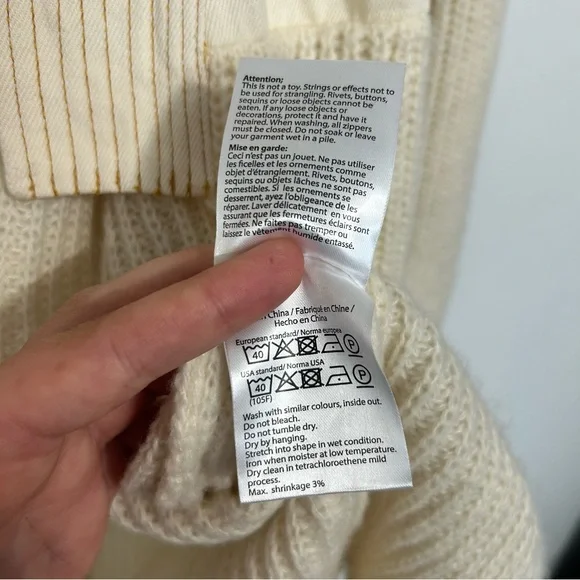 Attention:
This is not a toy. Strings or effects not to
be used for strangling. Rivets, buttons,
sequins or loose objects cannot be
eaten. If any loose objects or
decorations, protect it and have it
repaired. When washing, all zippers
must be closed. Do not soak or leave
your garment wet in a pile.
Mise en garde:
Ceci n'est pas un jouet. Ne pas utiliser
les ficelles et les ornements comme
objet d'étranglement. Rivets, boutons,
sequins ou objets lâches ne sont pas
comestibles. Si les ornements se
desserrent, ayez l'obligeance de les
réparer. Laver délicatement en vous
assurant que les fermetures éclairs sont
fermées. Ne faites pas tremper ou
laissez le vêtement humide entassé.
China / Fabriqué en Chine /
Hecho en China
European standard/ Norma europea
40 P
USA standard/ Norma USA
40 P
(105F)
Wash with similar colours, inside out.
Do not bleach.
Do not tumble dry.
Dry by hanging.
Stretch into shape in wet condition.
Iron when moister at low temperature.
Dry clean in tetrachloroethene mild
process.
Max. shrinkage 3%